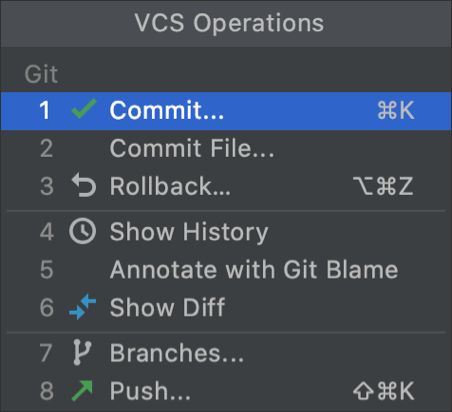 VCS Operations
Git
1 Commit... ⌘K
2 Commit File...
3 Rollback... ⌥⌘Z
4 Show History
5 Annotate with Git Blame
6 Show Diff
7 Branches...
8 Push... ⇧⌘K